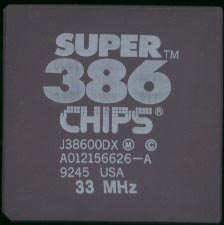 SUPER™
386
CHIPS®
J38600DX Ⓜ ©
A012156626-A
9245 USA
33 MHz